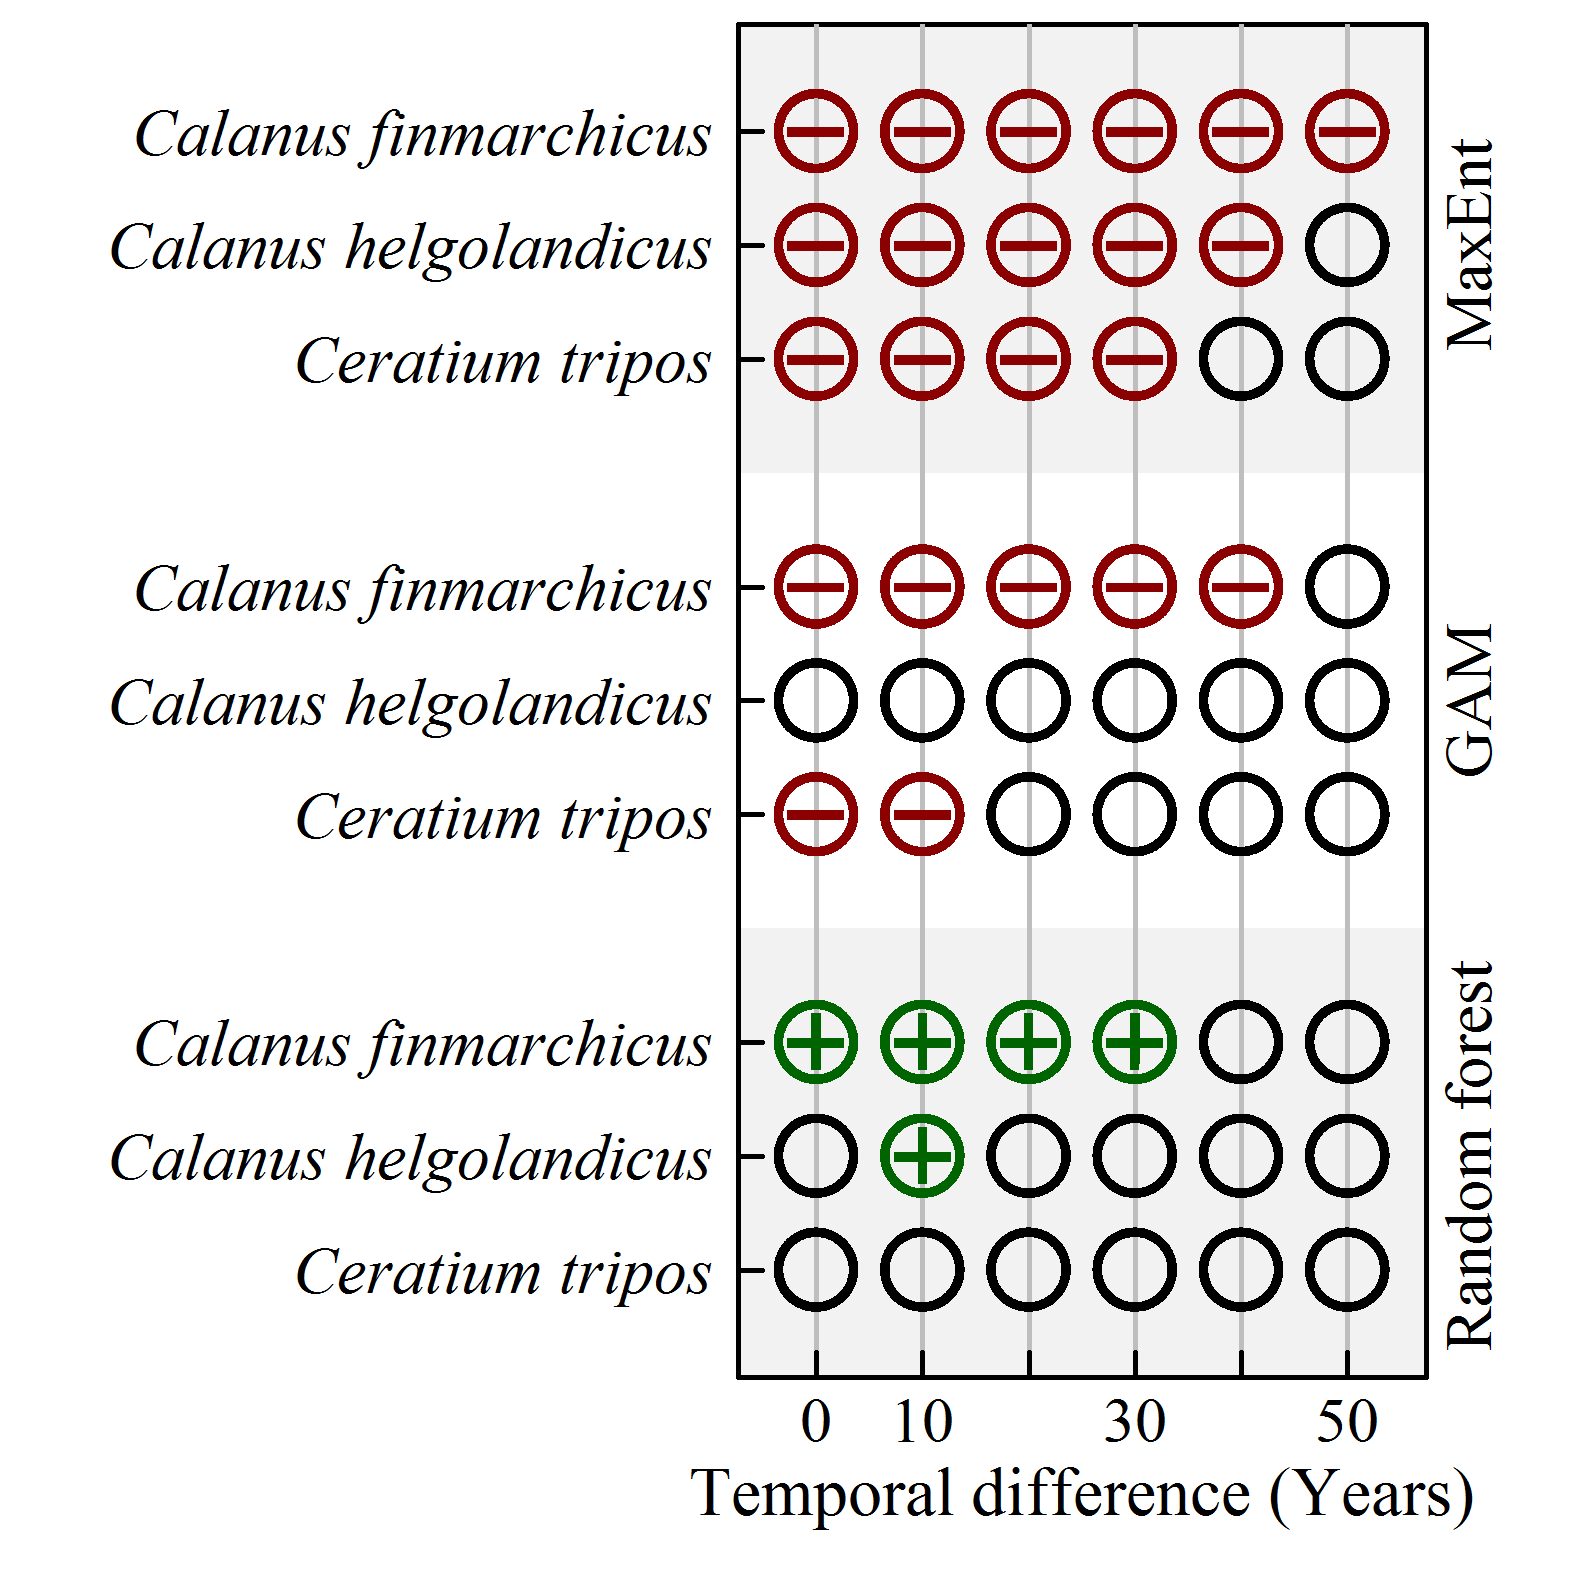 Calanus finmarchicus
Calanus helgolandicus
Ceratium tripos
MaxEnt
Calanus finmarchicus
Calanus helgolandicus
Ceratium tripos
GAM
Calanus finmarchicus
Calanus helgolandicus
Ceratium tripos
Random forest
0 10 30 50
Temporal difference (Years)